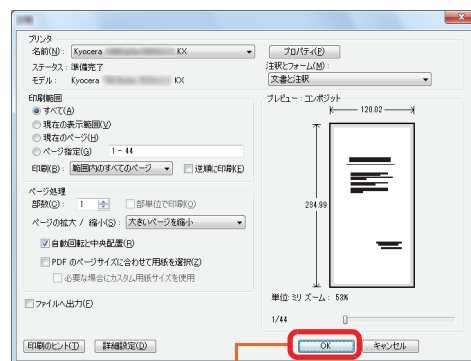 プリンタ
名前(N): Kyocera KX プロパティ(P)
ステータス: 準備完了 注釈とフォーム(M):
モデル: Kyocera KX 文書と注釈
印刷範囲 プレビュー: コンポジット
すべて(A)
現在の表示範囲(V)
現在のページ(H)
ページ指定(G) 1 - 44
印刷(B): 範囲内のすべてのページ 逆順に印刷(E)
120.02
234.99
ページ処理
部数(C): 1 部単位で印刷(O)
ページの拡大 / 縮小(S): 大きいページを縮小
自動回転と中央配置(R)
PDF のページサイズに合わせて用紙を選択(Z)
必要な場合にカスタム用紙サイズを使用
単位: ミリ ズーム: 53%
ファイルへ出力(F)
1/44
印刷のヒント(T) 詳細設定(D) OK キャンセル